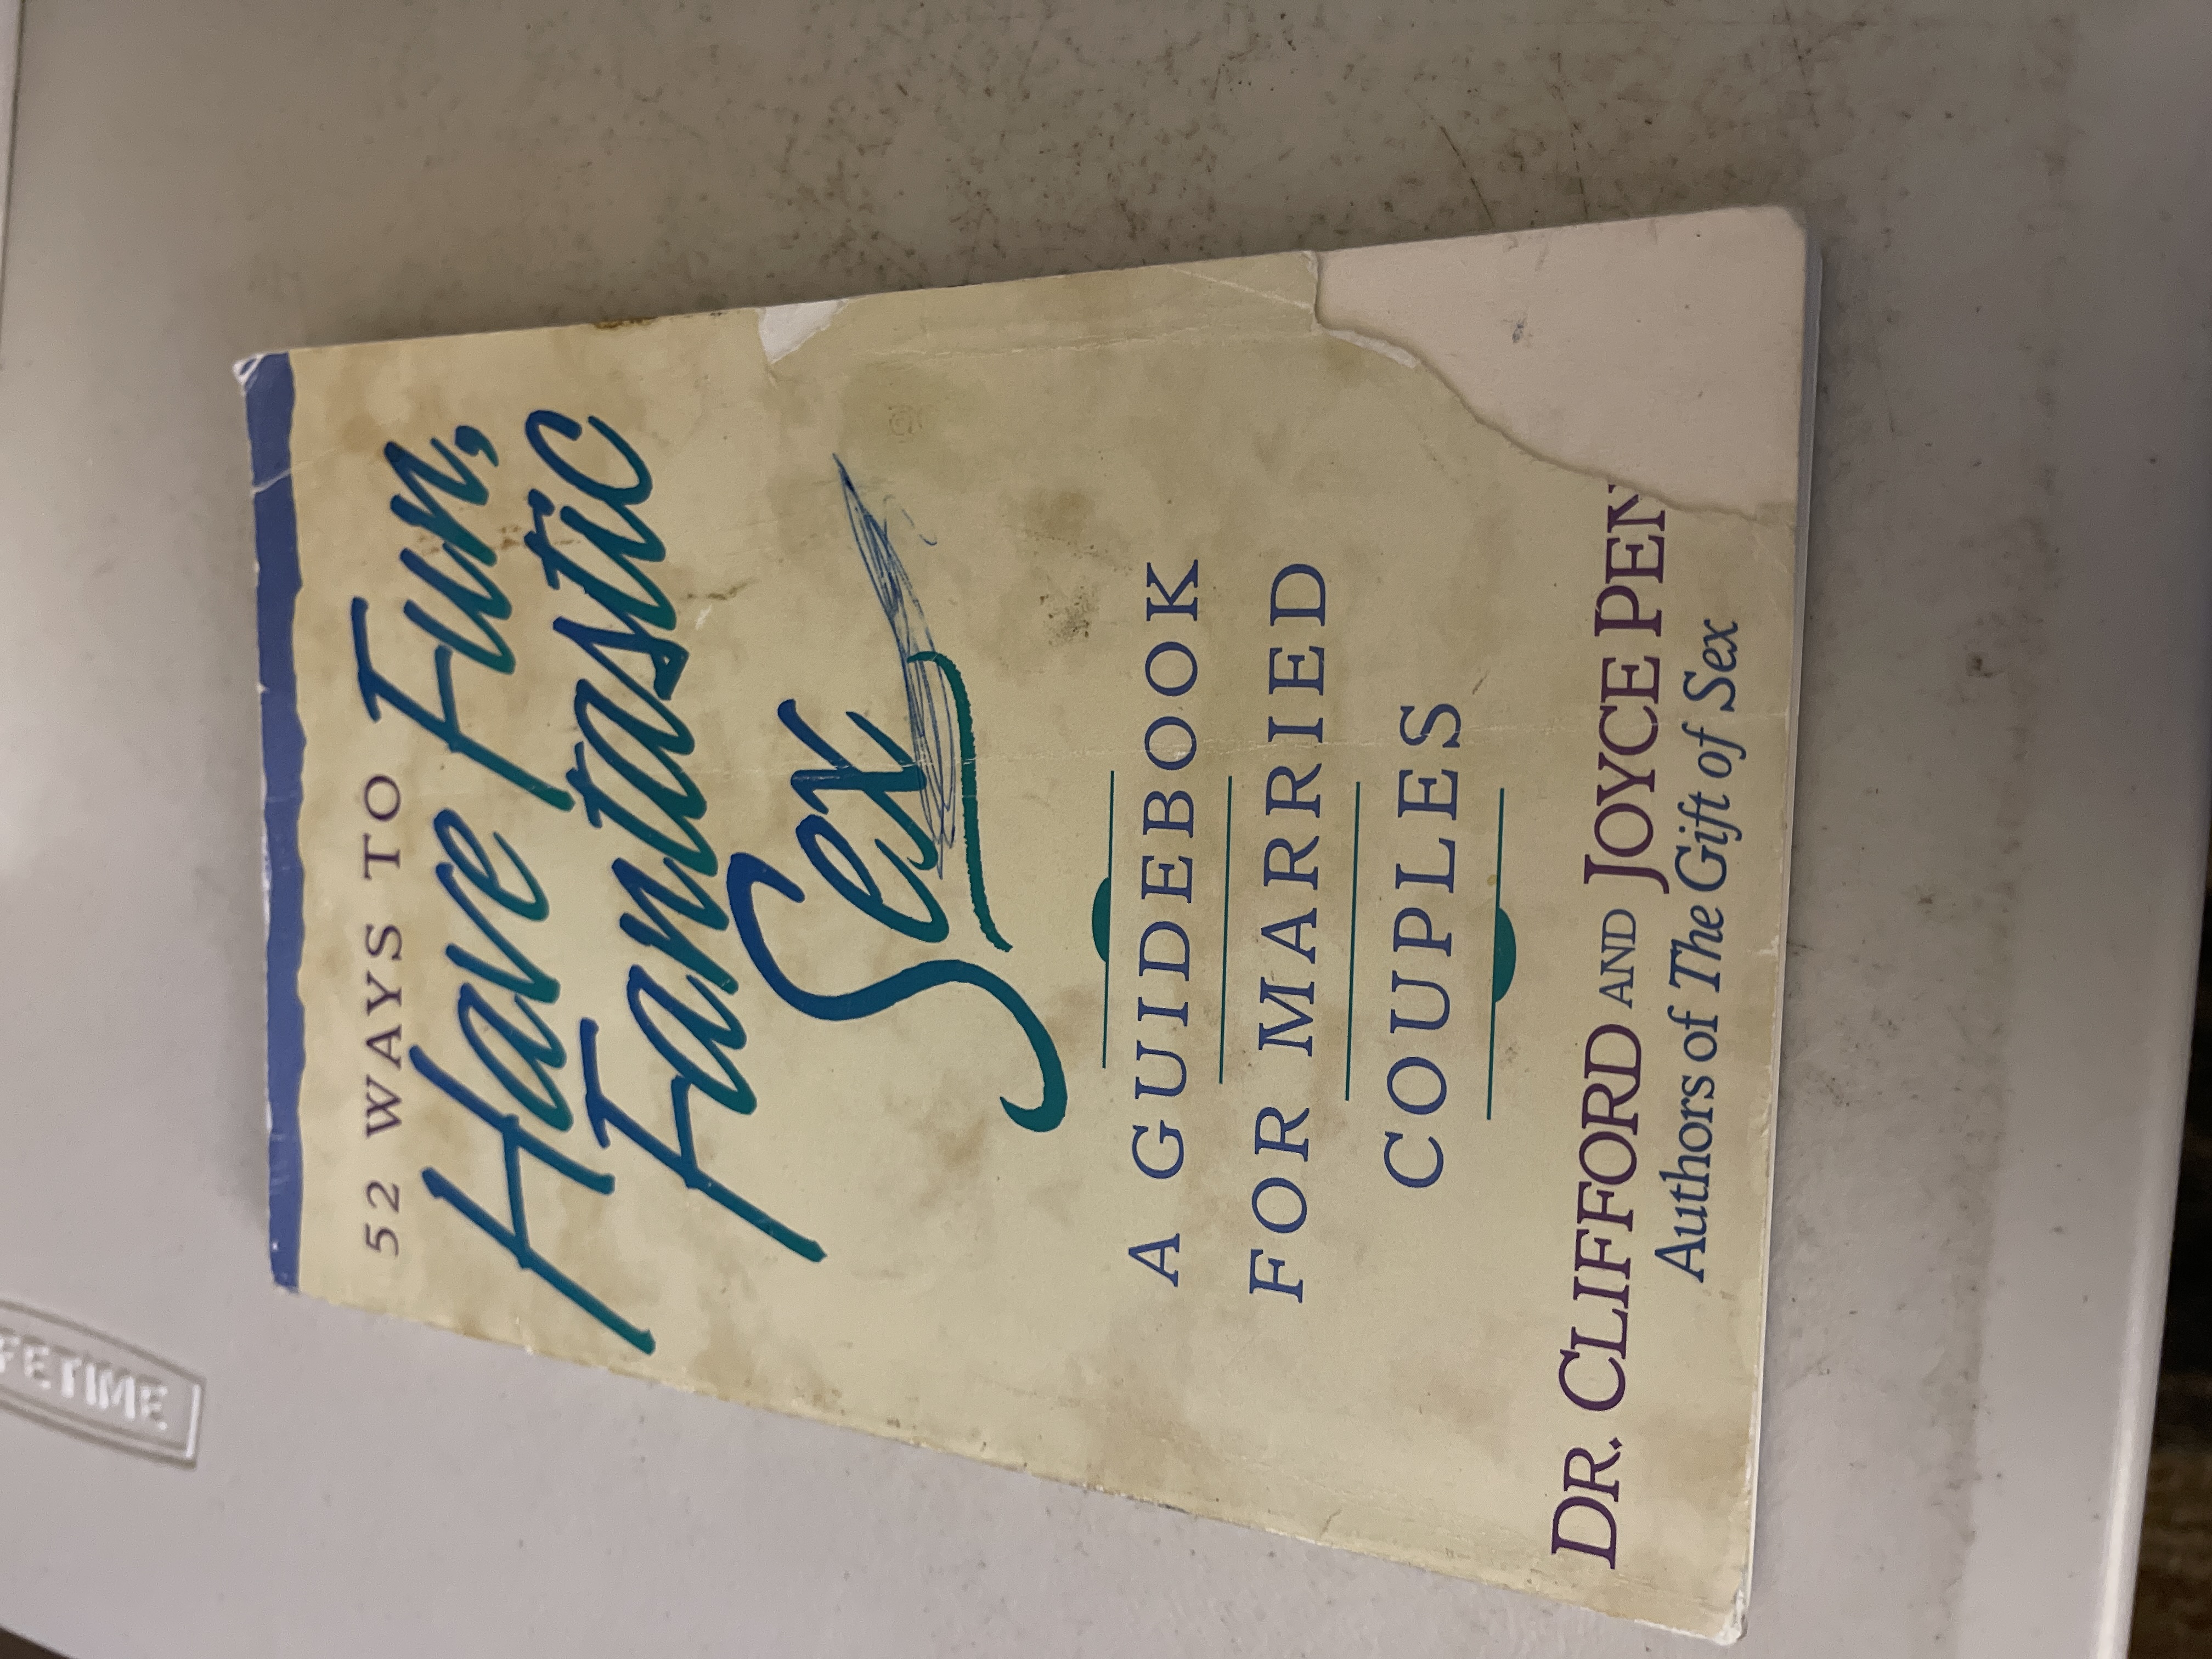 52 WAYS TO
Have Fun,
Fantastic
Sex
A GUIDEBOOK
FOR MARRIED
COUPLES
DR. CLIFFORD AND JOYCE PEN
Authors of The Gift of Sex
FETIME